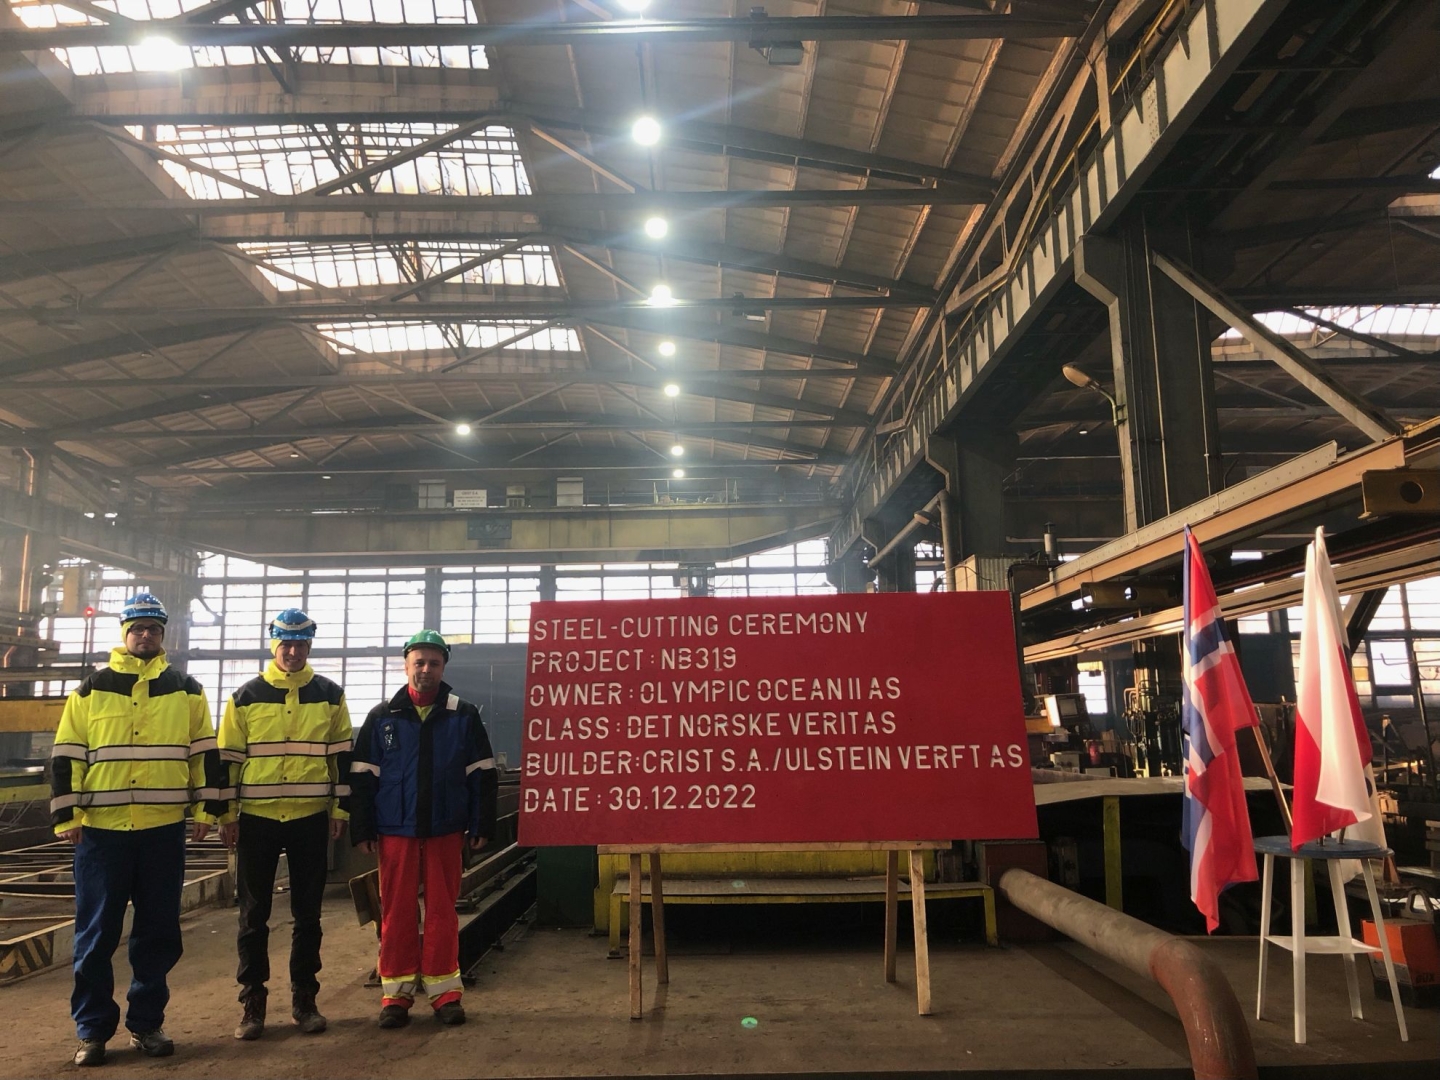 STEEL-CUTTING CEREMONY
PROJECT: NB319
OWNER: OLYMPIC OCEAN II AS
CLASS: DET NORSKE VERITAS
BUILDER: CRIST S.A./ULSTEIN VERFT AS
DATE: 30.12.2022